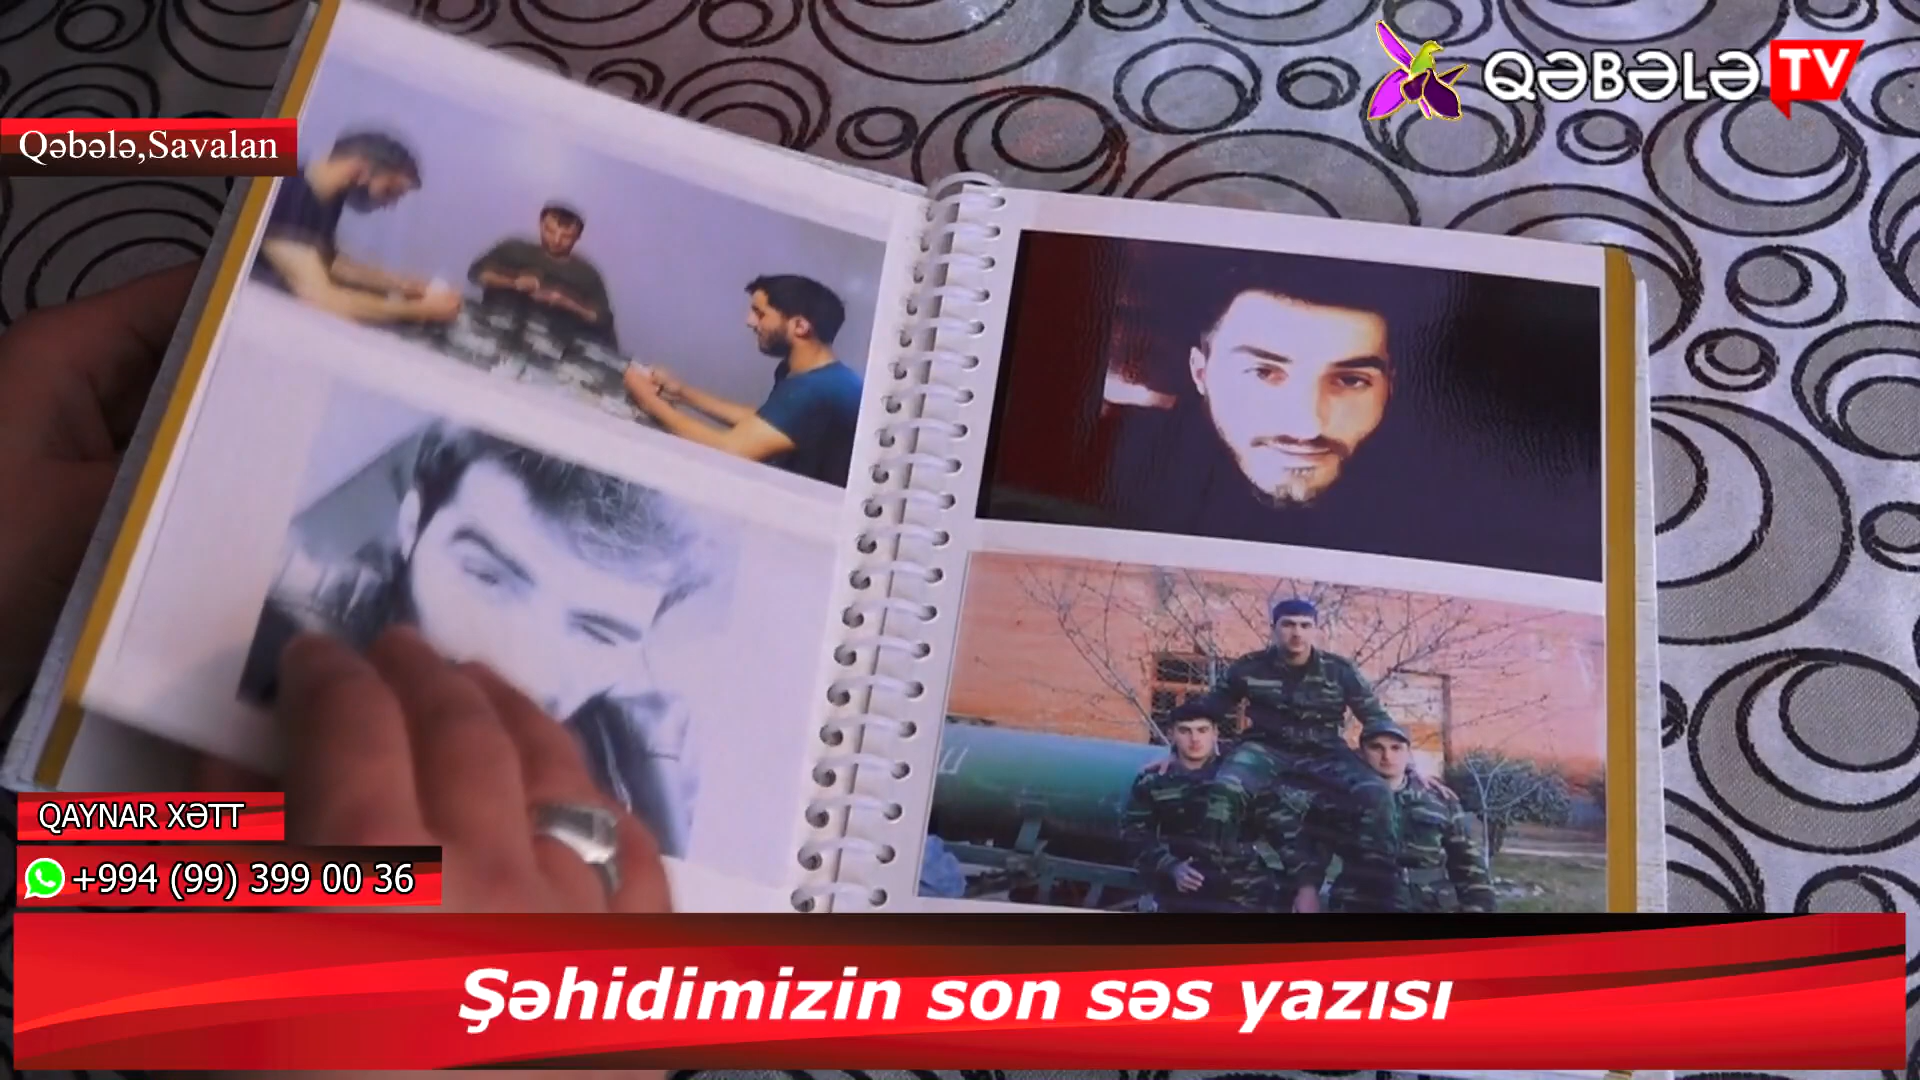 QƏBƏLƏ TV
Qəbələ,Savalan
QAYNAR XƏTT
+994 (99) 399 00 36
Şəhidimizin son səs yazısı